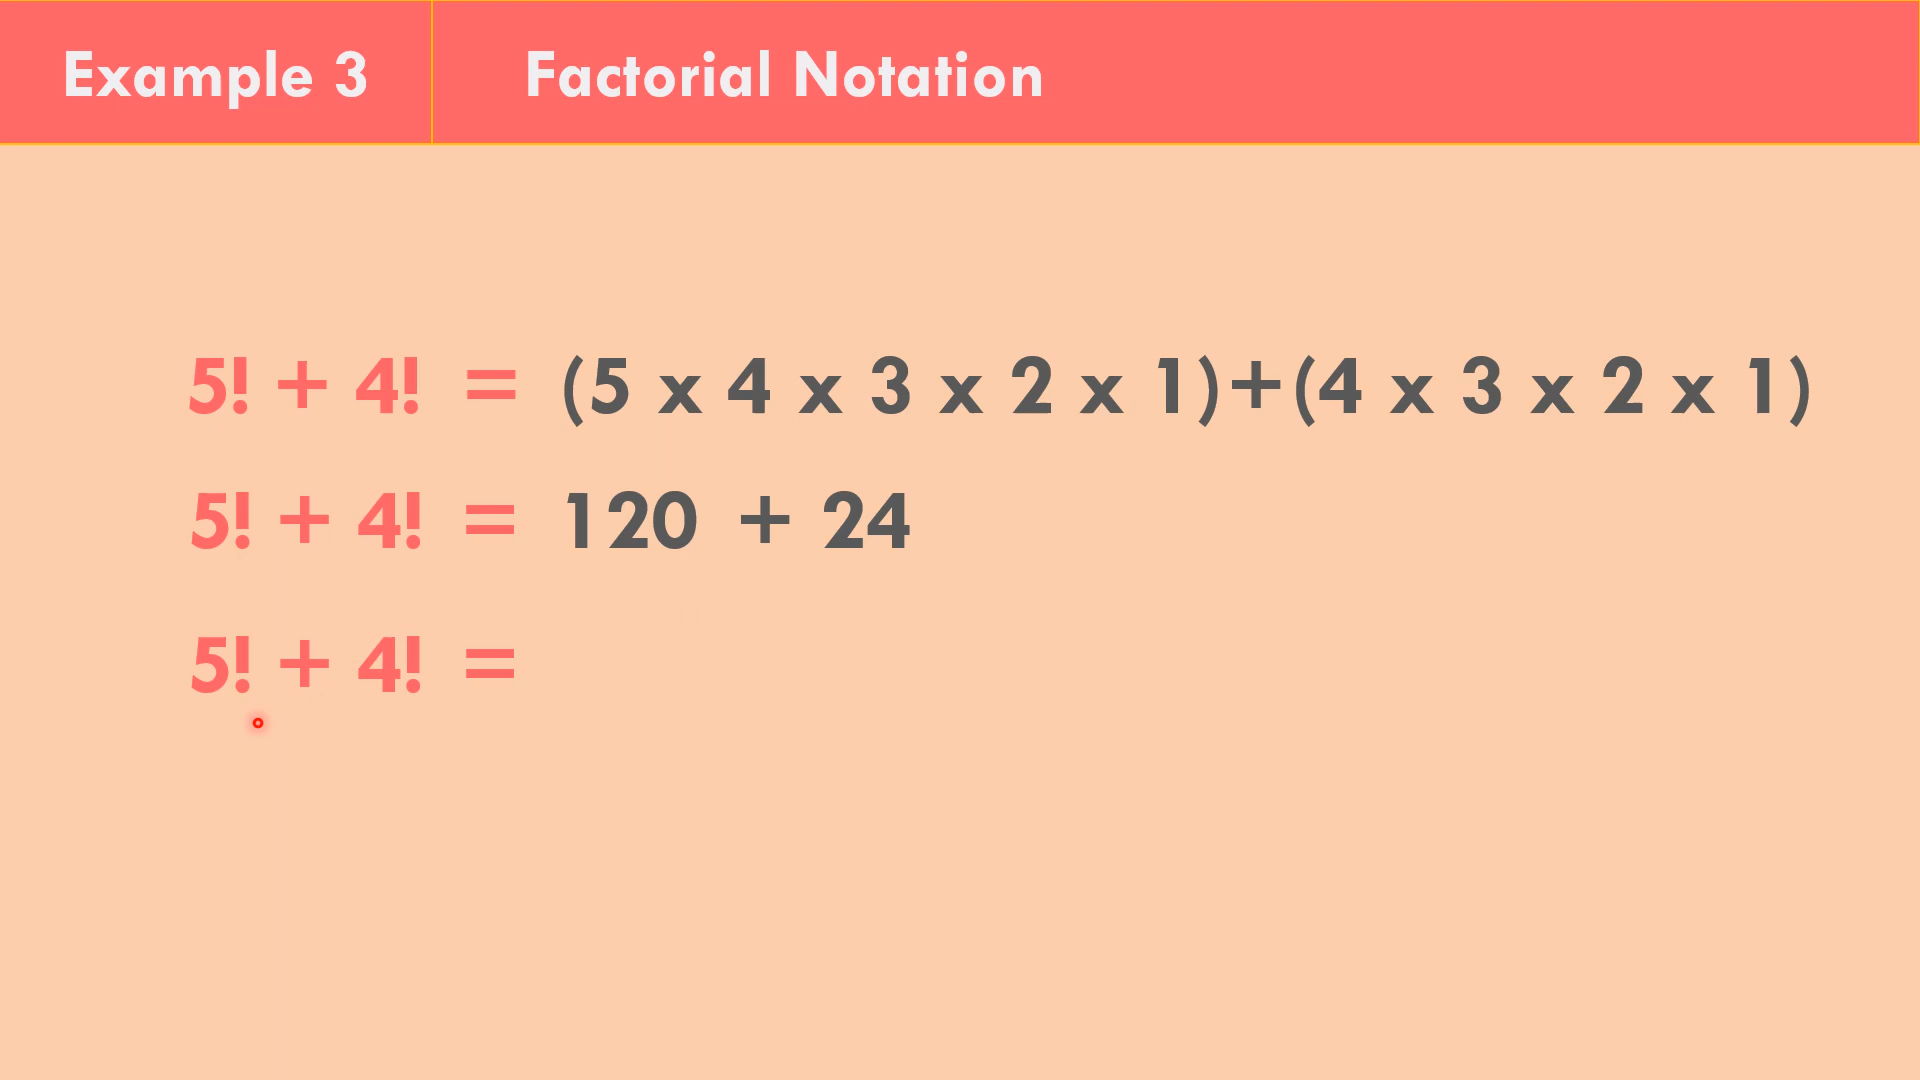 Example 3
Factorial Notation
5! + 4! = (5 x 4 x 3 x 2 x 1)+(4 x 3 x 2 x 1)
5! + 4! = 120 + 24
5! + 4! =